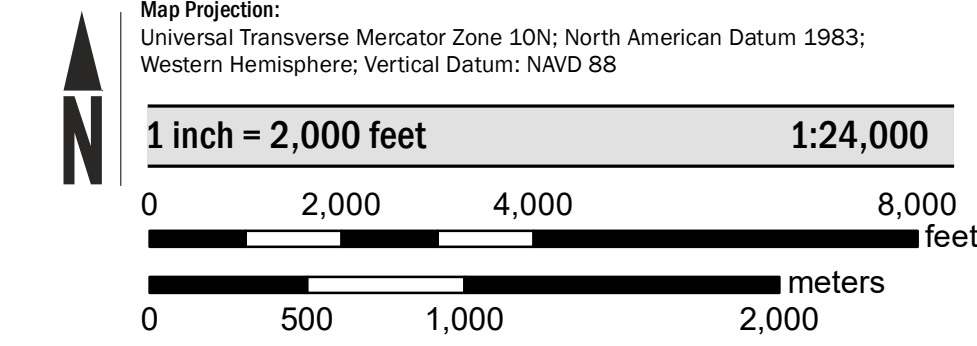 Map Projection:
Universal Transverse Mercator Zone 10N; North American Datum 1983;
Western Hemisphere; Vertical Datum: NAVD 88
N
1 inch = 2,000 feet 1:24,000
0 2,000 4,000 8,000
feet
meters
0 500 1,000 2,000